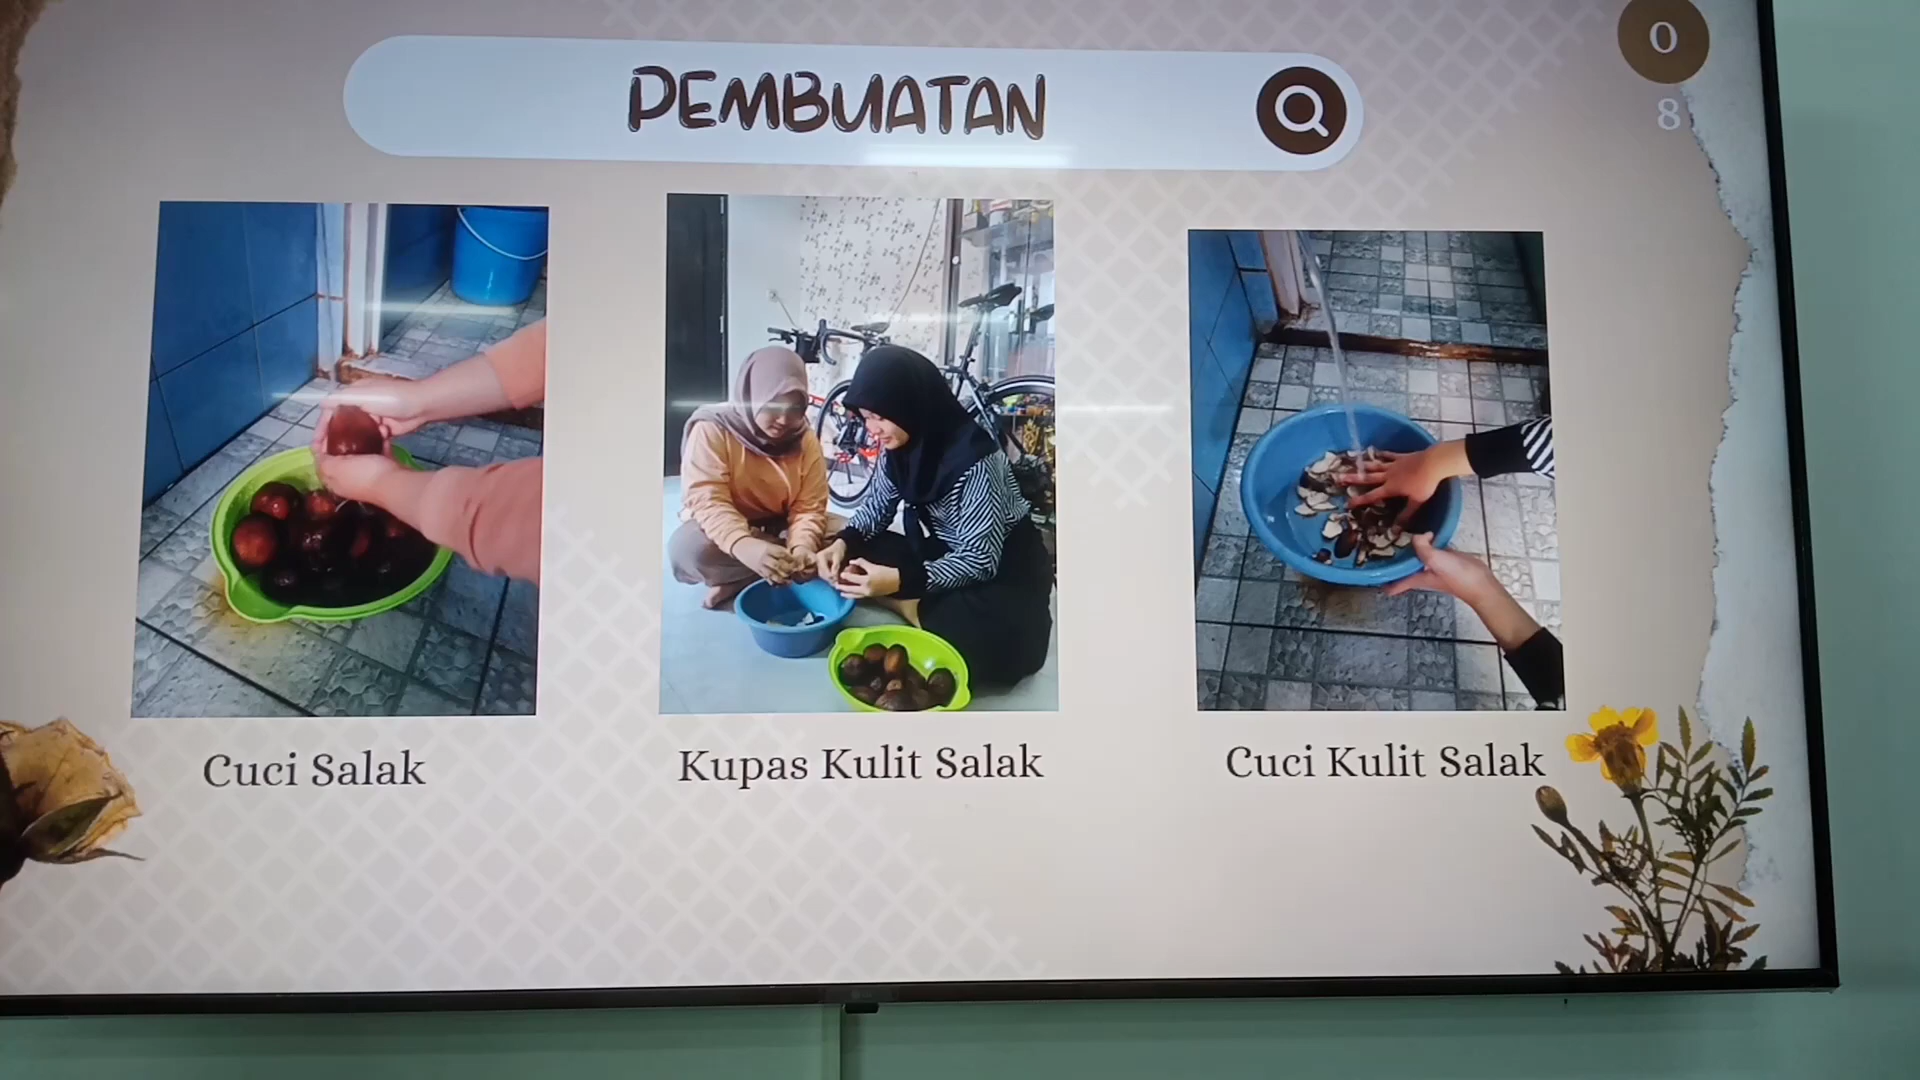 PEMBUATAN
0
8
Cuci Salak
Kupas Kulit Salak
Cuci Kulit Salak